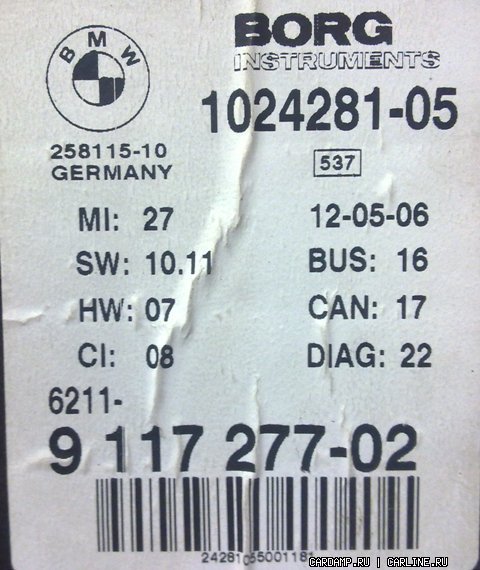 BMW
BORG
INSTRUMENTS
1024281-05
258115-10
GERMANY
537
MI: 27
12-05-06
SW: 10.11
BUS: 16
HW: 07
CAN: 17
CI: 08
DIAG: 22
6211-
9 117 277-02
CARDAMP.RU | CARLINE.RU